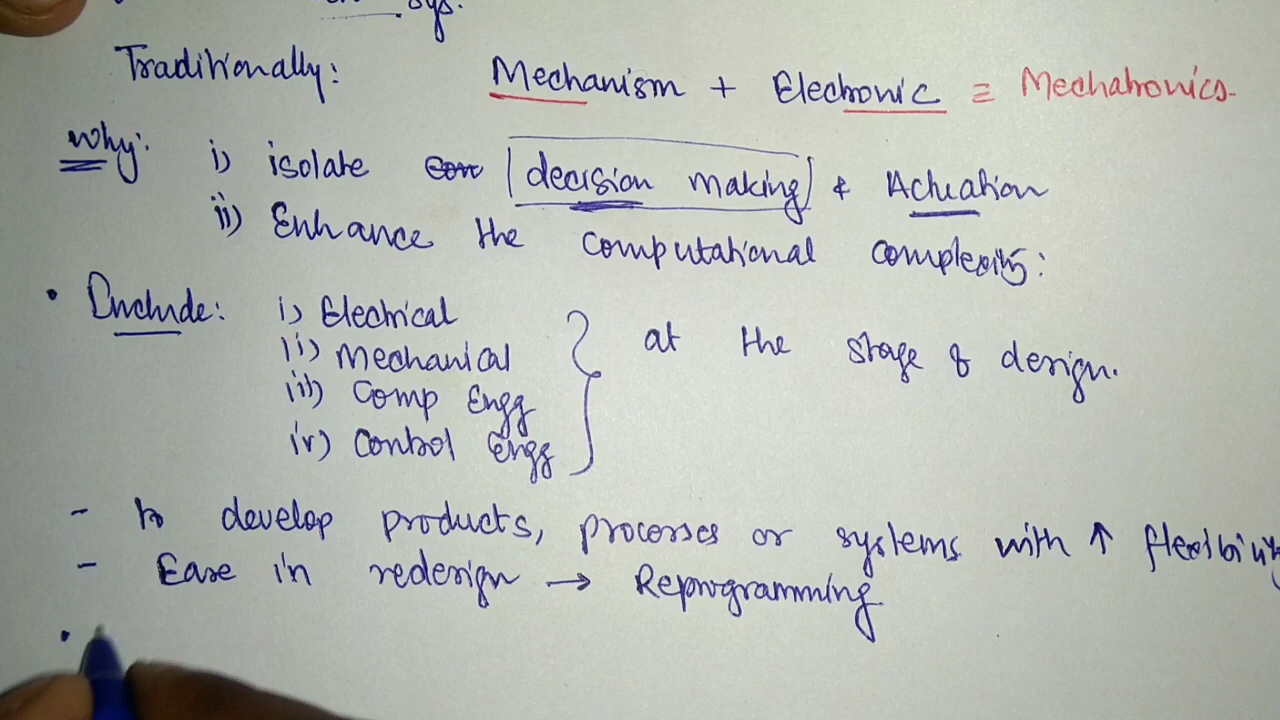 sys.
Traditionally: Mechanism + Electronic = Mechatronics.
Why: i) isolate decision making & Actuation
ii) Enhance the computational complexity:
• Include: i) Electrical
ii) Mechanical
iii) Comp Engg
iv) Control Engg
at the stage of design.
- to develop products, processes or systems with ↑ flexibility
- Ease in redesign → Reprogramming
•